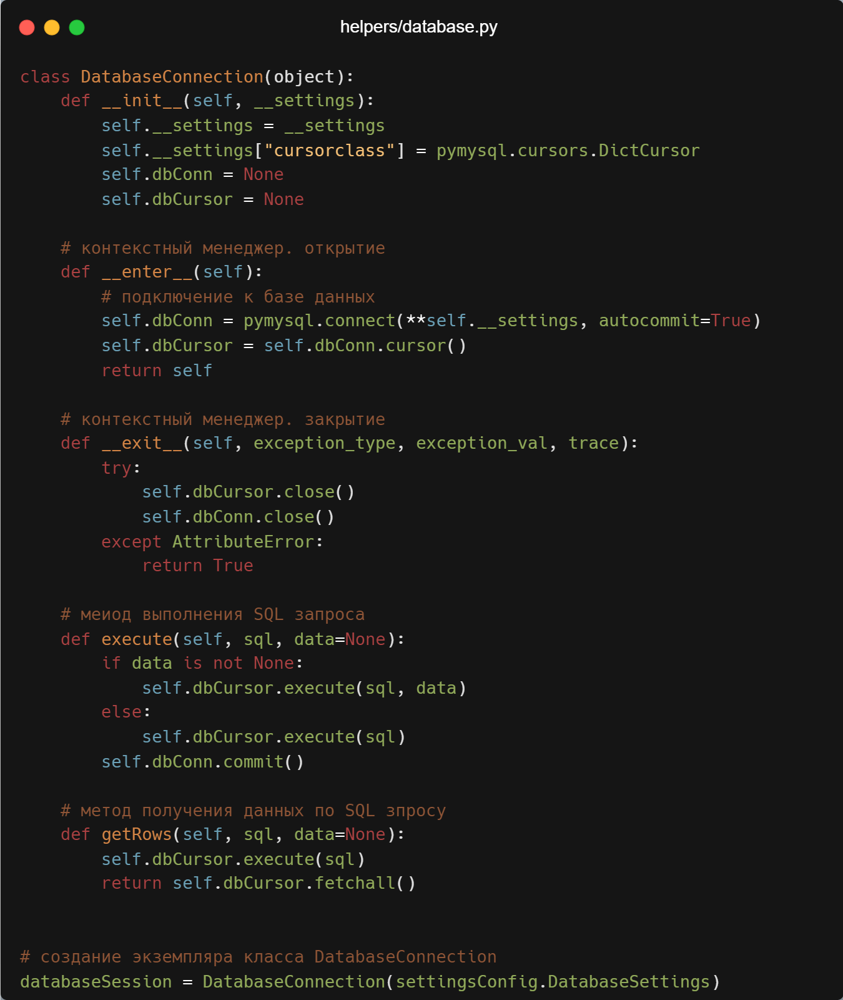 helpers/database.py
class DatabaseConnection(object):
    def __init__(self, __settings):
        self.__settings = __settings
        self.__settings["cursorclass"] = pymysql.cursors.DictCursor
        self.dbConn = None
        self.dbCursor = None

    # контекстный менеджер. открытие
    def __enter__(self):
        # подключение к базе данных
        self.dbConn = pymysql.connect(**self.__settings, autocommit=True)
        self.dbCursor = self.dbConn.cursor()
        return self

    # контекстный менеджер. закрытие
    def __exit__(self, exception_type, exception_val, trace):
        try:
            self.dbCursor.close()
            self.dbConn.close()
        except AttributeError:
            return True

    # меиод выполнения SQL запроса
    def execute(self, sql, data=None):
        if data is not None:
            self.dbCursor.execute(sql, data)
        else:
            self.dbCursor.execute(sql)
        self.dbConn.commit()

    # метод получения данных по SQL зпросу
    def getRows(self, sql, data=None):
        self.dbCursor.execute(sql)
        return self.dbCursor.fetchall()


# создание экземпляра класса DatabaseConnection
databaseSession = DatabaseConnection(settingsConfig.DatabaseSettings)